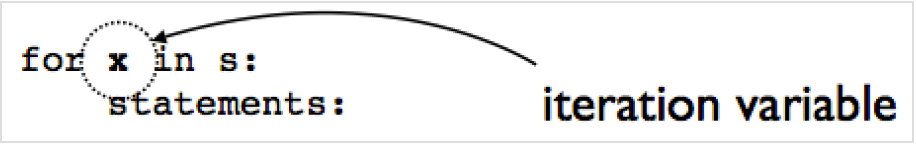 for x in s:
statements:
iteration variable